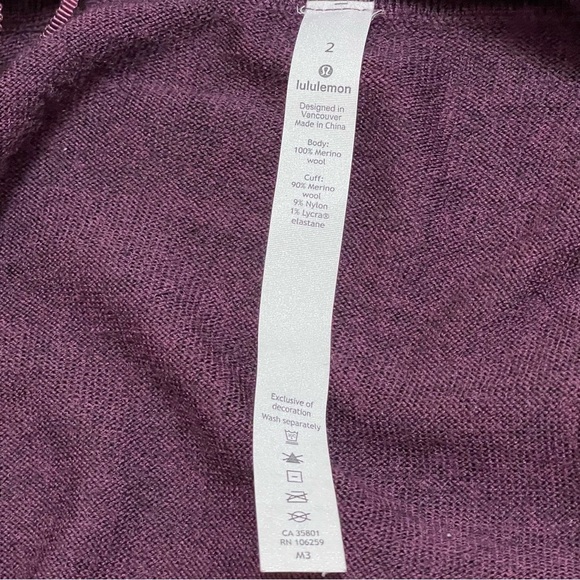 2
lululemon
Designed in
Vancouver
Made in China
Body:
100% Merino
wool
Cuff:
90% Merino
wool
9% Nylon
1% Lycra®
elastane
Exclusive of
decoration
Wash separately
CA 35801
RN 106259
M3